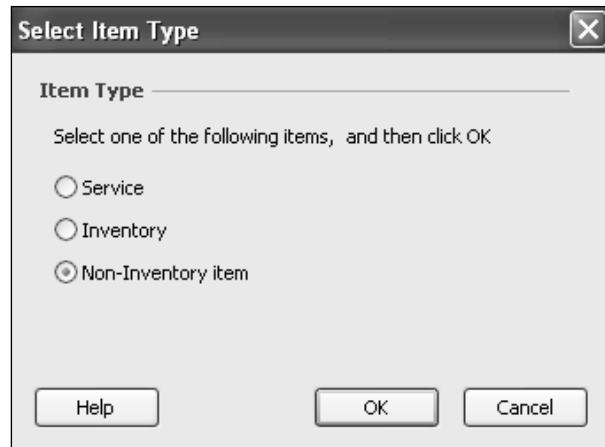 Select Item Type
Item Type
Select one of the following items, and then click OK
Service
Inventory
Non-Inventory item
Help
OK
Cancel